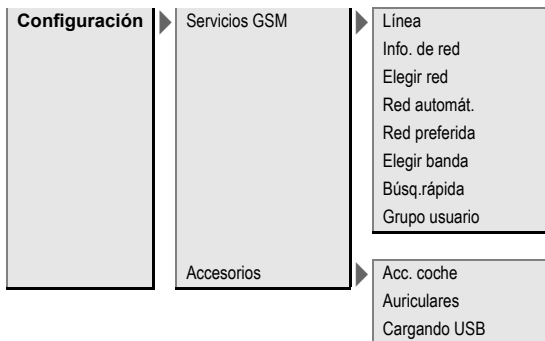 Configuración
Servicios GSM
Línea
Info. de red
Elegir red
Red automát.
Red preferida
Elegir banda
Búsq.rápida
Grupo usuario
Accesorios
Acc. coche
Auriculares
Cargando USB